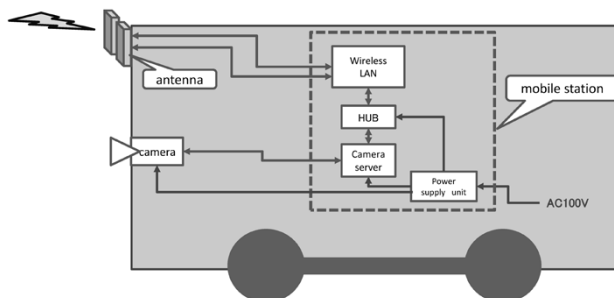 Wireless
LAN
antenna
mobile station
HUB
camera
Camera
server
Power
supply unit
AC100V